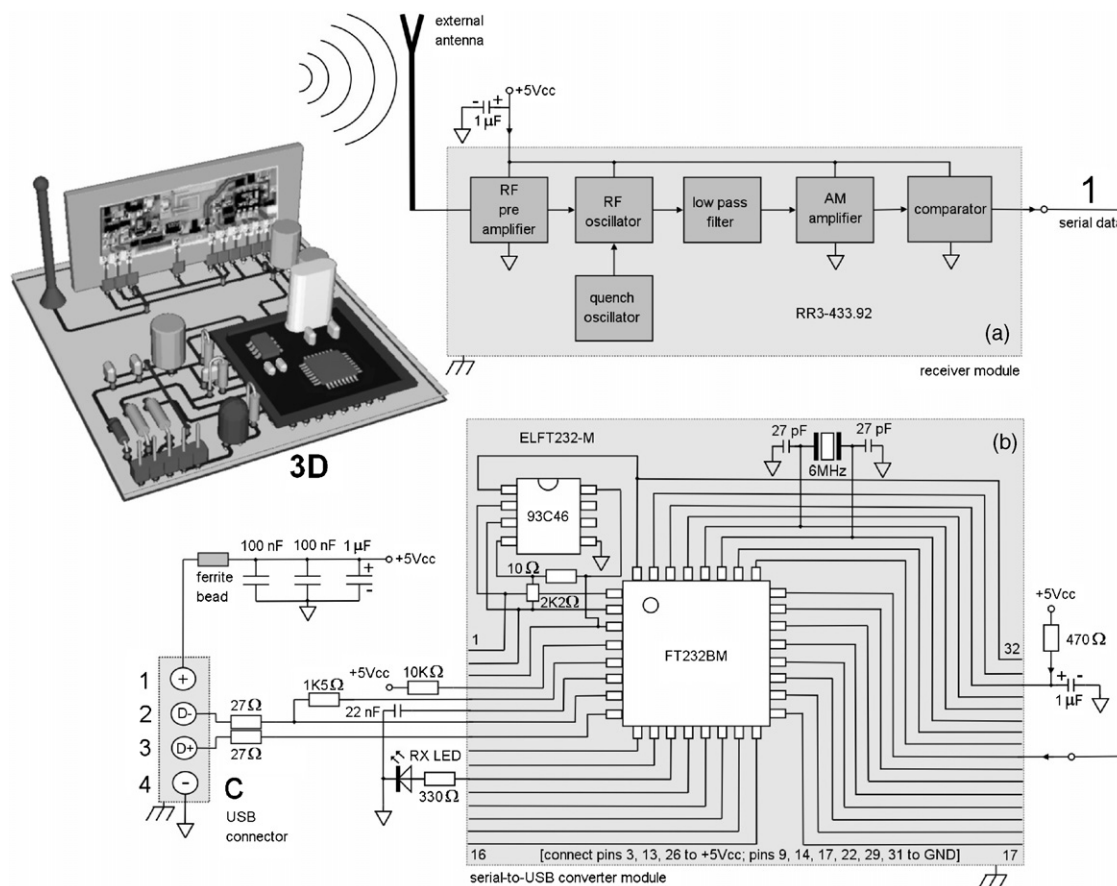 external
antenna
+5Vcc
- +
1 µF
RF
pre
amplifier
RF
oscillator
low pass
filter
AM
amplifier
comparator
1
serial data
quench
oscillator
RR3-433.92
(a)
receiver module
3D
ELFT232-M
27 pF
27 pF
(b)
6MHz
93C46
100 nF
100 nF
1 µF
+5Vcc
+
-
ferrite
bead
10Ω
2K2Ω
+5Vcc
470Ω
1
FT232BM
32
+ -
1 µF
+5Vcc
10KΩ
1K5Ω
22 nF
1
+
2
D-
27Ω
3
D+
27Ω
4
-
C
USB
connector
RX LED
330Ω
16
[connect pins 3, 13, 26 to +5Vcc; pins 9, 14, 17, 22, 29, 31 to GND]
17
serial-to-USB converter module